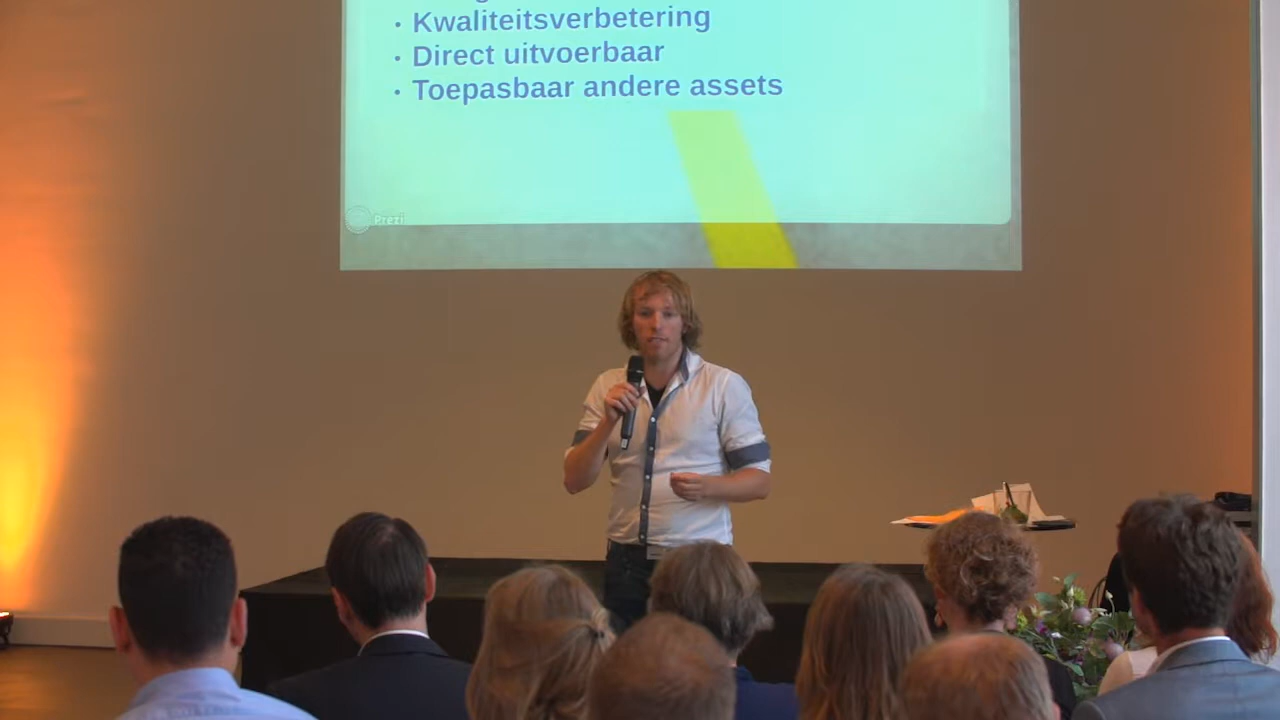 Kwaliteitsverbetering
Direct uitvoerbaar
Toepasbaar andere assets
Prezi